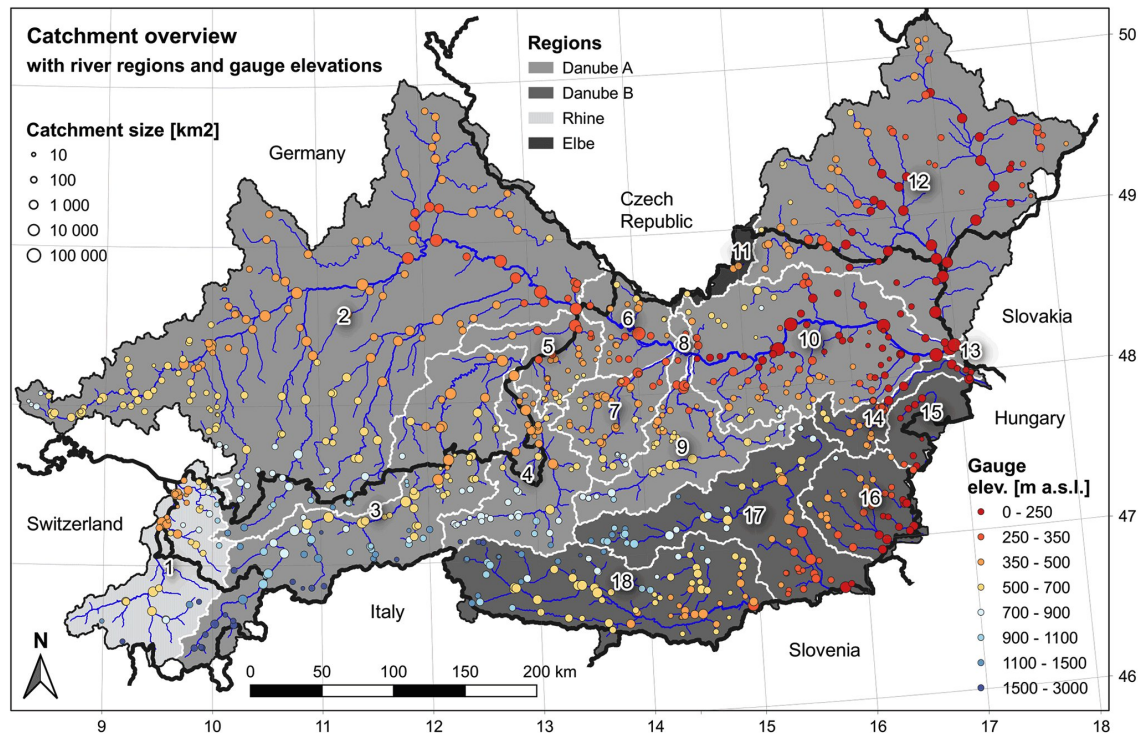 Catchment overview
with river regions and gauge elevations
Catchment size [km2]
10
100
1 000
10 000
100 000
Regions
Danube A
Danube B
Rhine
Elbe
Germany
Czech
Republic
Slovakia
Hungary
Switzerland
Italy
Slovenia
1
2
3
4
5
6
7
8
9
10
11
12
13
14
15
16
17
18
Gauge
elev. [m a.s.l.]
0 - 250
250 - 350
350 - 500
500 - 700
700 - 900
900 - 1100
1100 - 1500
1500 - 3000
N
0 50 100 150 200 km
50
49
48
47
46
9 10 11 12 13 14 15 16 17 18